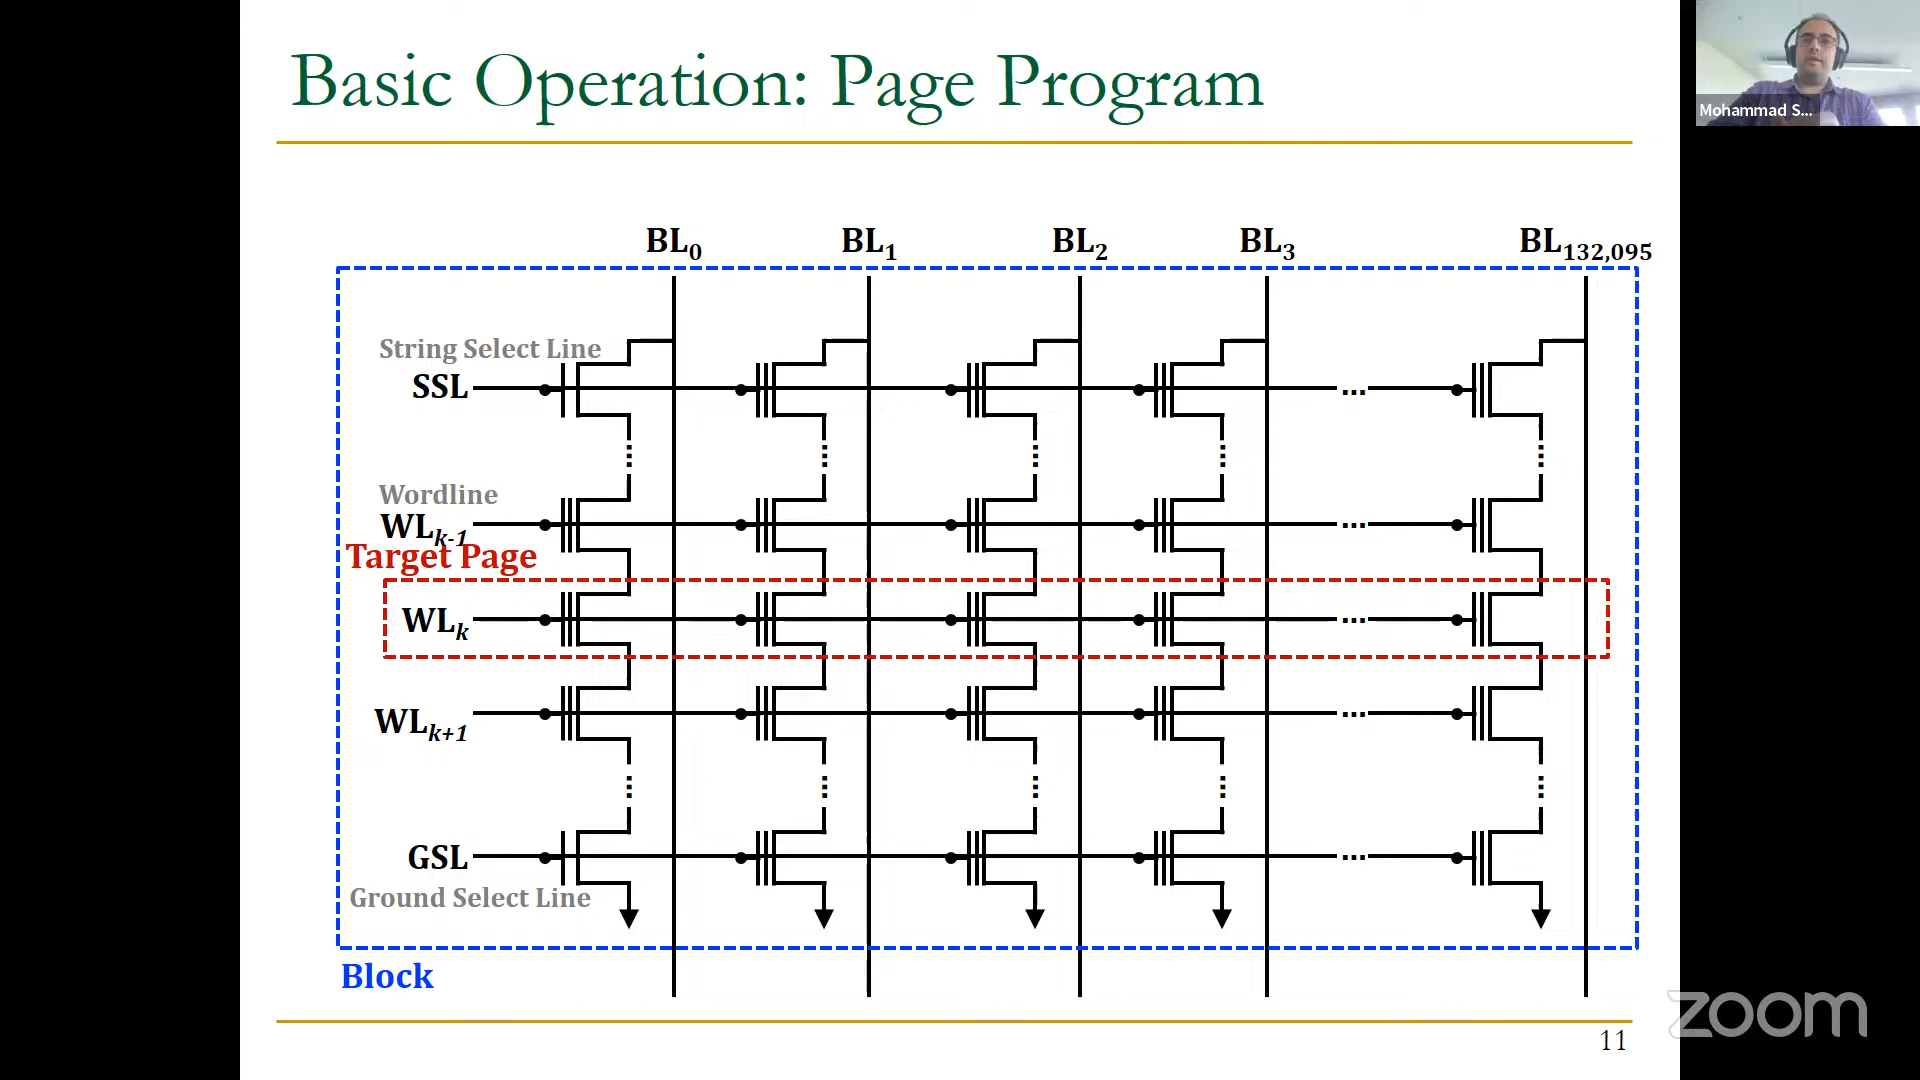 Basic Operation: Page Program
Mohammad S...
BL0 BL1 BL2 BL3 BL132,095
String Select Line
SSL ...
Wordline
WLk-1 ...
Target Page
WLk ...
WLk+1 ...
GSL ...
Ground Select Line
Block
zoom
11